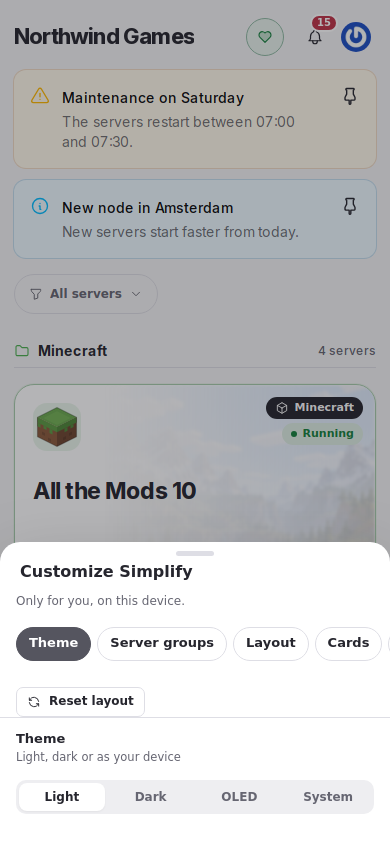 Northwind Games
15
Maintenance on Saturday
The servers restart between 07:00
and 07:30.
New node in Amsterdam
New servers start faster from today.
All servers
Minecraft
4 servers
Minecraft
Running
All the Mods 10
Customize Simplify
Only for you, on this device.
Theme
Server groups
Layout
Cards
Reset layout
Theme
Light, dark or as your device
Light
Dark
OLED
System